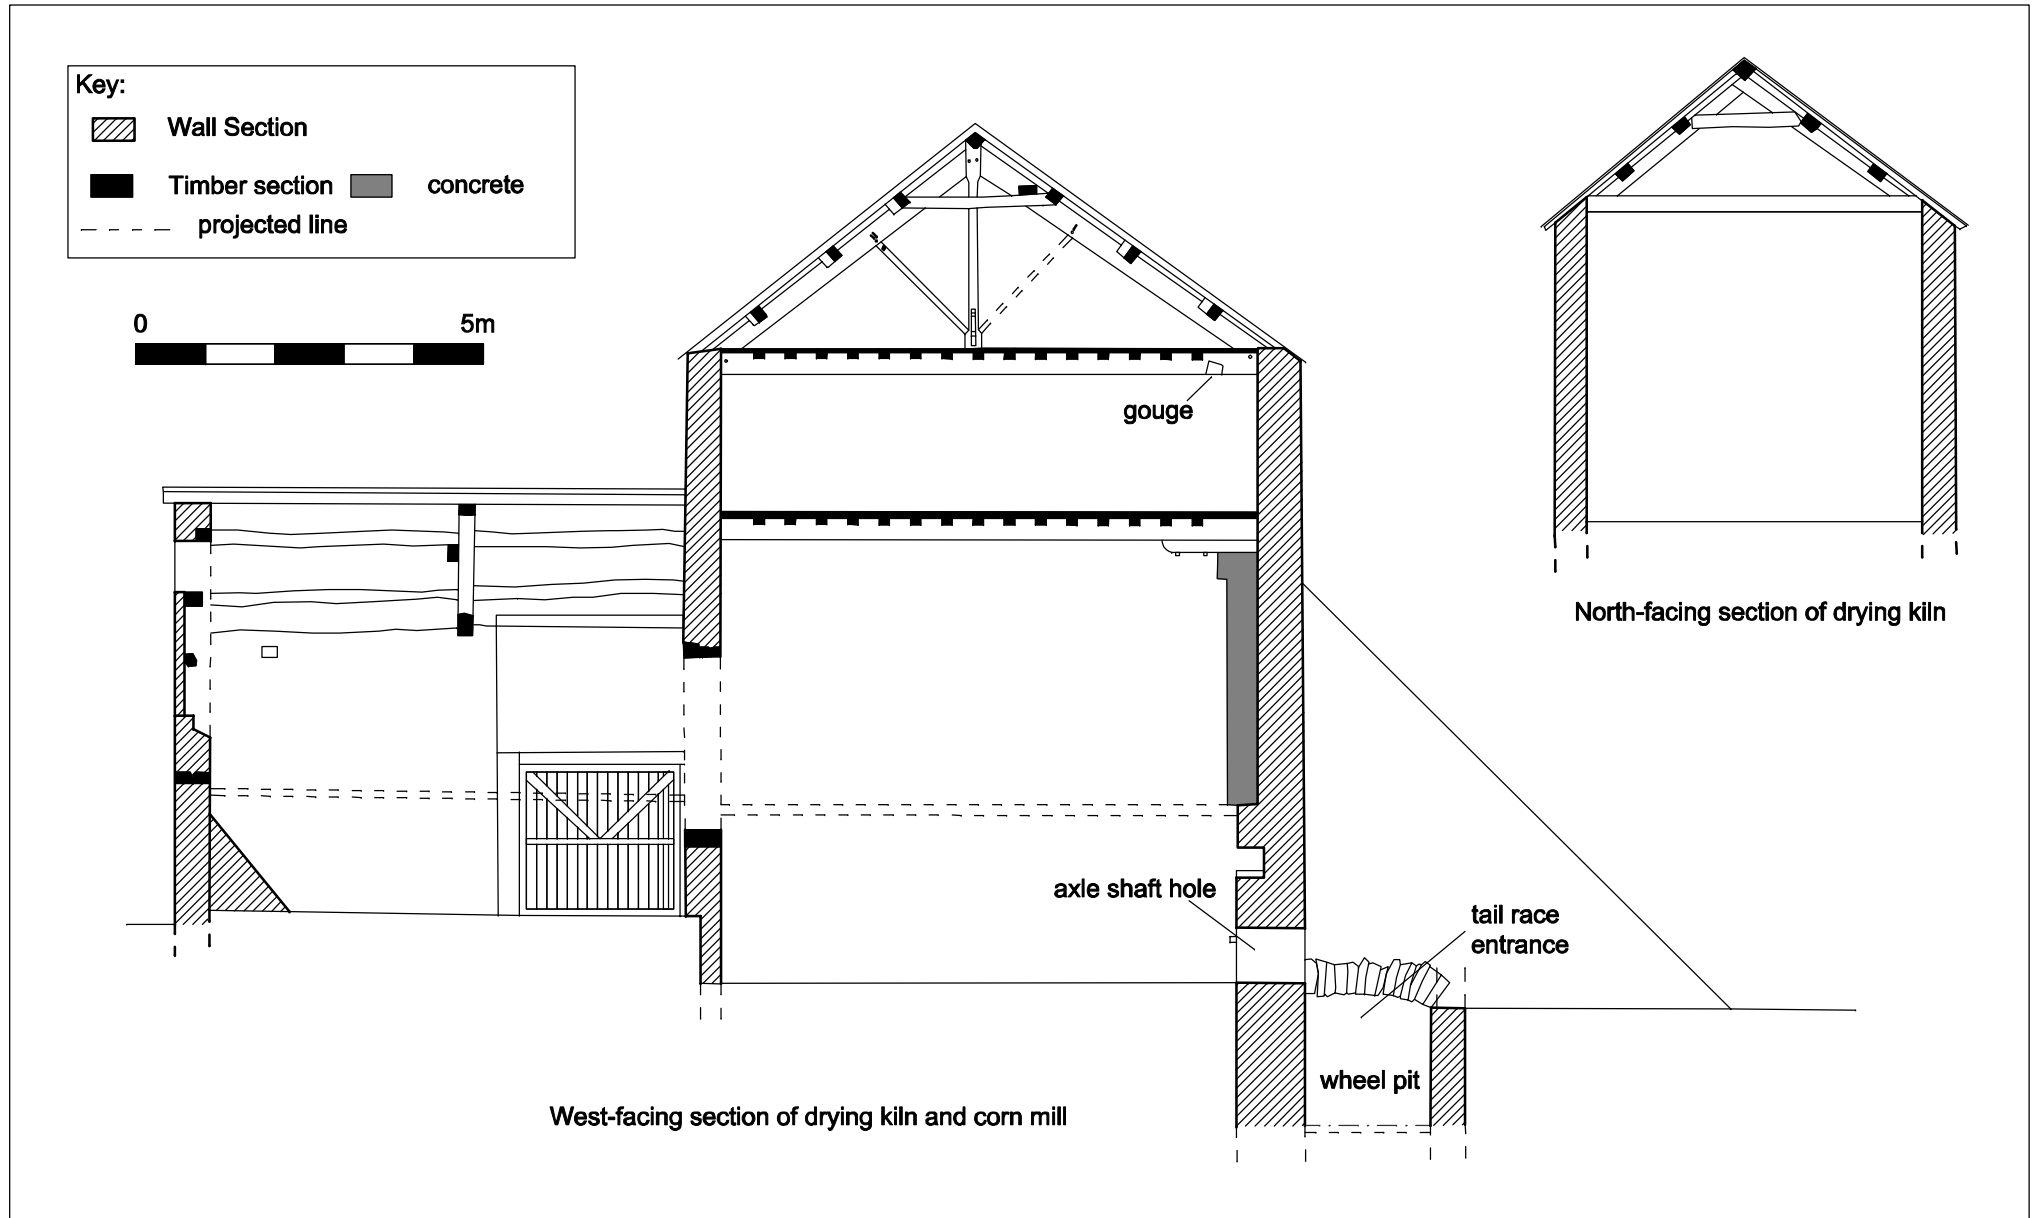 Key:
Wall Section
Timber section
concrete
projected line
0
5m
gouge
North-facing section of drying kiln
axle shaft hole
tail race
entrance
wheel pit
West-facing section of drying kiln and corn mill